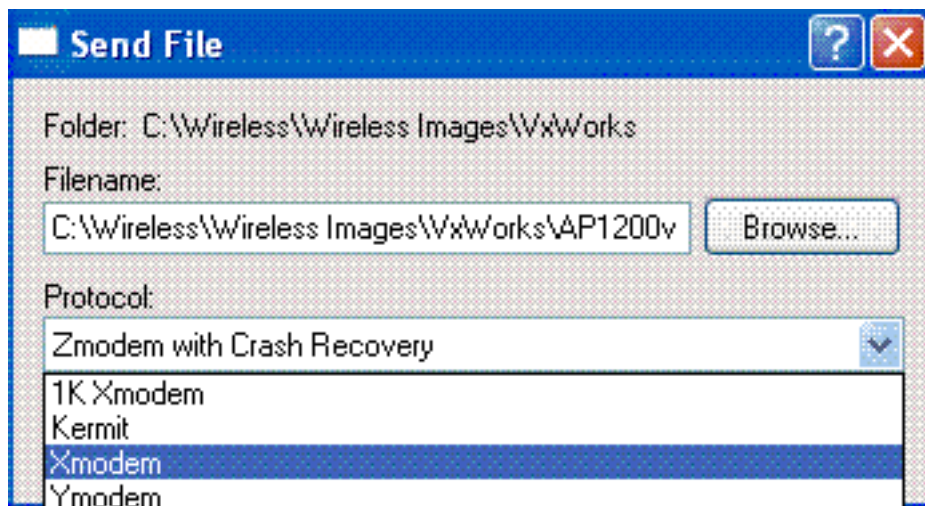 Send File
Folder: C:\Wireless\Wireless Images\VxWorks
Filename:
C:\Wireless\Wireless Images\VxWorks\AP1200v Browse...
Protocol:
Zmodem with Crash Recovery
1K Xmodem
Kermit
Xmodem
Ymodem